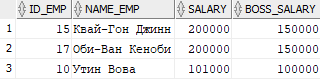 ID_EMP NAME_EMP SALARY BOSS_SALARY
1 15 Квай-Гон Джинн 200000 150000
2 17 Оби-Ван Кеноби 200000 150000
3 10 Утин Вова 101000 100000